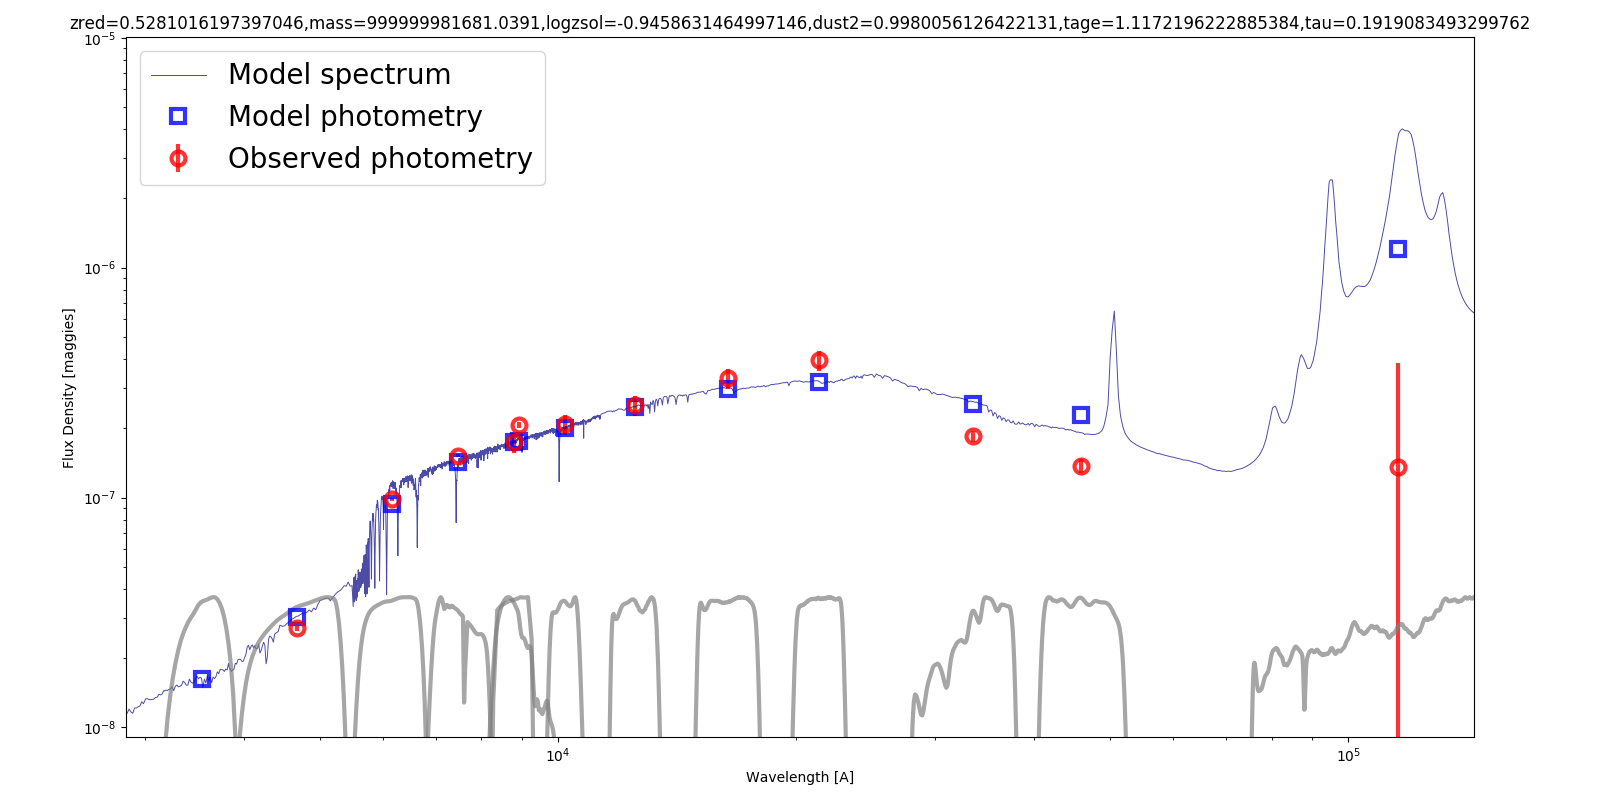 zred=0.5281016197397046,mass=999999981681.0391,logzsol=-0.9458631464997146,dust2=0.9980056126422131,tage=1.1172196222885384,tau=0.1919083493299762
Model spectrum
Model photometry
Observed photometry
Flux Density [maggies]
10⁻⁵
10⁻⁶
10⁻⁷
10⁻⁸
10⁴
10⁵
Wavelength [A]